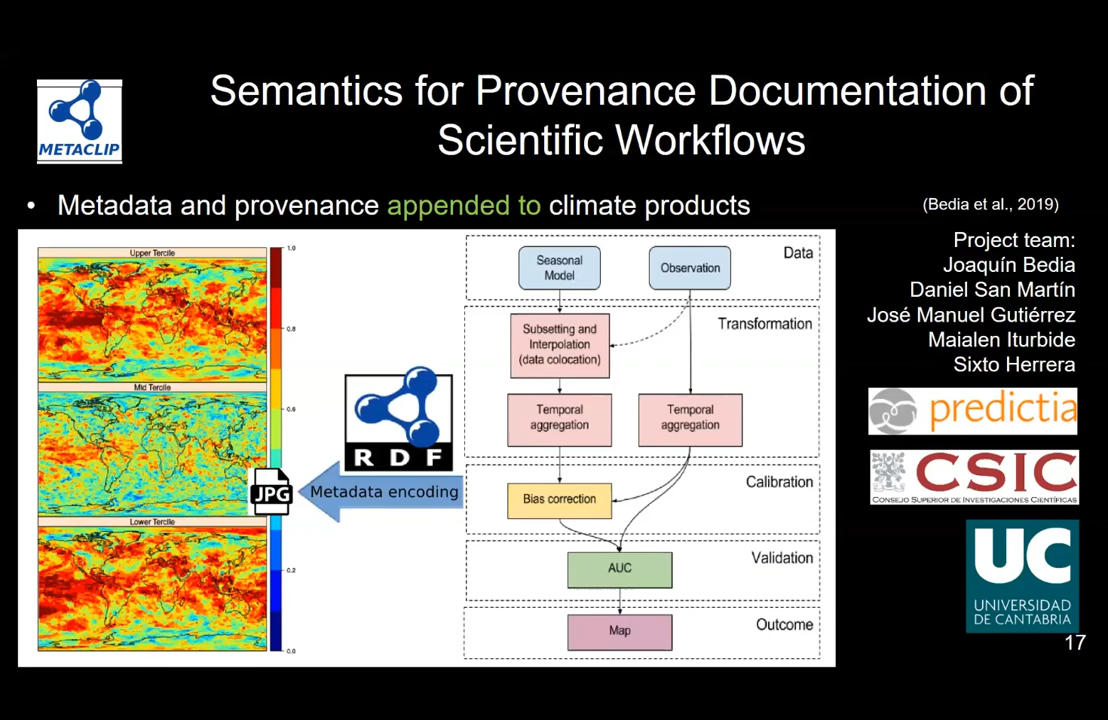 METACLIP
Semantics for Provenance Documentation of
Scientific Workflows
• Metadata and provenance appended to climate products
(Bedia et al., 2019)
Project team:
Joaquín Bedia
Daniel San Martín
José Manuel Gutiérrez
Maialen Iturbide
Sixto Herrera
predictia
CSIC
CONSEJO SUPERIOR DE INVESTIGACIONES CIENTÍFICAS
UC
UNIVERSIDAD
DE CANTABRIA
17
Upper Tercile
Mid Tercile
Lower Tercile
1.0
0.8
0.6
0.2
0.0
JPG
RDF
Metadata encoding
Data
Seasonal
Model
Observation
Transformation
Subsetting and
Interpolation
(data colocation)
Temporal
aggregation
Temporal
aggregation
Calibration
Bias correction
Validation
AUC
Outcome
Map